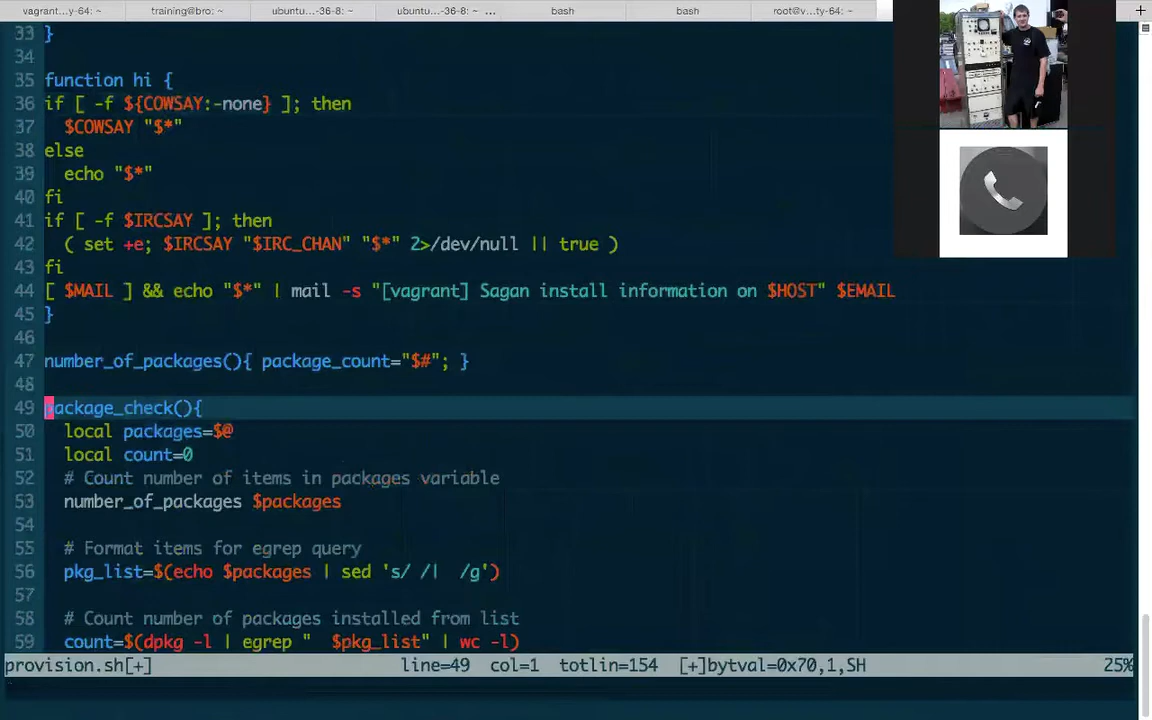 vagrant...y-64: ~ training@bro: ~ ubuntu...-36-8: ~ ubuntu...-36-8: ~ ... bash bash root@v...ty-64: ~ +
33 }
34
35 function hi {
36 if [ -f ${COWSAY:-none} ]; then
37 $COWSAY "$*"
38 else
39 echo "$*"
40 fi
41 if [ -f $IRCSAY ]; then
42 ( set +e; $IRCSAY "$IRC_CHAN" "$*" 2>/dev/null || true )
43 fi
44 [ $MAIL ] && echo "$*" | mail -s "[vagrant] Sagan install information on $HOST" $EMAIL
45 }
46
47 number_of_packages(){ package_count="$#"; }
48
49 package_check(){
50 local packages=$@
51 local count=0
52 # Count number of items in packages variable
53 number_of_packages $packages
54
55 # Format items for egrep query
56 pkg_list=$(echo $packages | sed 's/ /|  /g')
57
58 # Count number of packages installed from list
59 count=$(dpkg -l | egrep "  $pkg_list" | wc -l)
provision.sh[+] line=49 col=1 totlin=154 [+]bytval=0x70,1,SH 25%